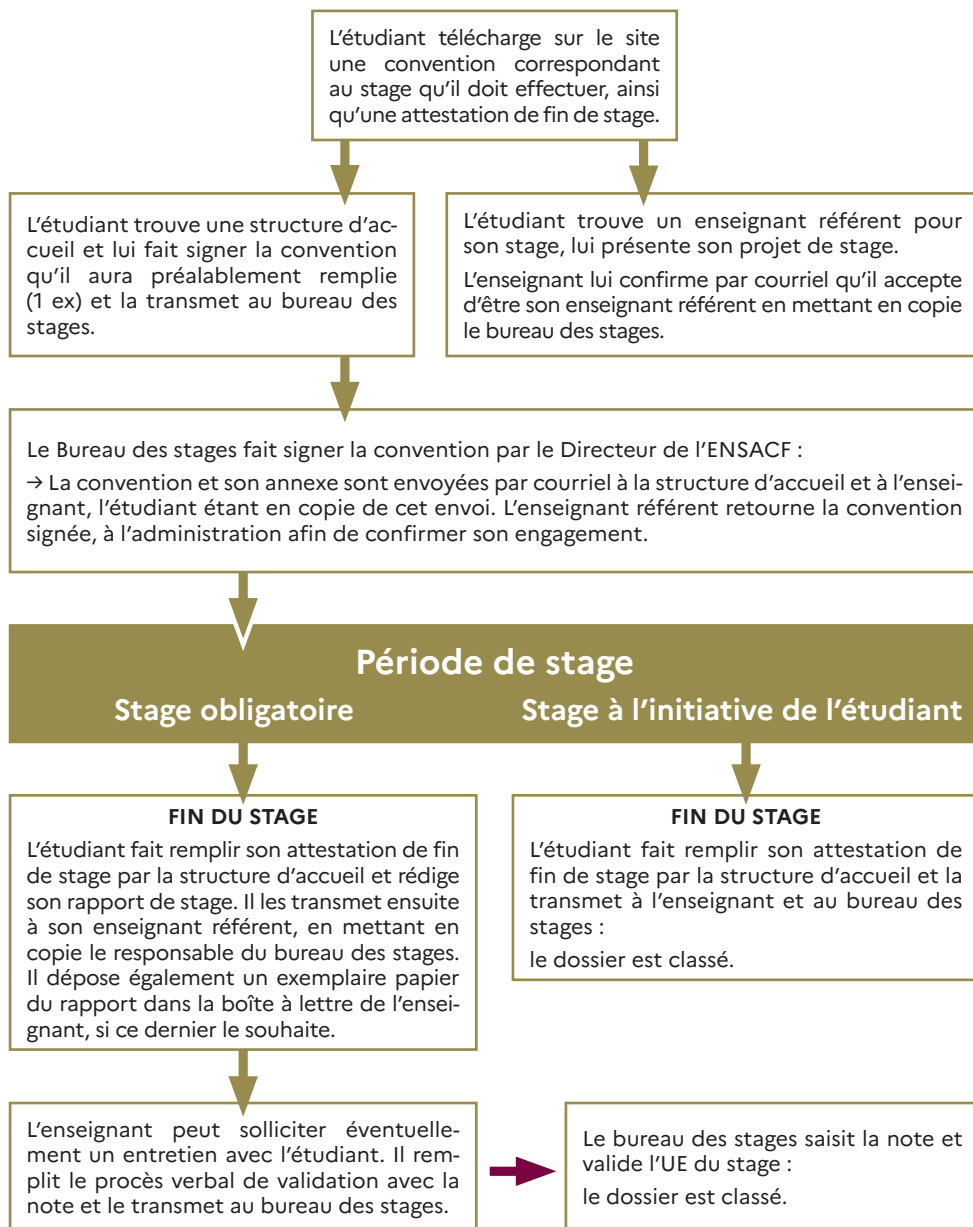 L'étudiant télécharge sur le site
une convention correspondant
au stage qu'il doit effectuer, ainsi
qu'une attestation de fin de stage.
L'étudiant trouve une structure d'ac-
cueil et lui fait signer la convention
qu'il aura préalablement remplie
(1 ex) et la transmet au bureau des
stages.
L'étudiant trouve un enseignant référent pour
son stage, lui présente son projet de stage.
L'enseignant lui confirme par courriel qu'il accepte
d'être son enseignant référent en mettant en copie
le bureau des stages.
Le Bureau des stages fait signer la convention par le Directeur de l'ENSACF :
→ La convention et son annexe sont envoyées par courriel à la structure d'accueil et à l'ensei-
gnant, l'étudiant étant en copie de cet envoi. L'enseignant référent retourne la convention
signée, à l'administration afin de confirmer son engagement.
Période de stage
Stage obligatoire
Stage à l'initiative de l'étudiant
FIN DU STAGE
L'étudiant fait remplir son attestation de fin
de stage par la structure d'accueil et rédige
son rapport de stage. Il les transmet ensuite
à son enseignant référent, en mettant en
copie le responsable du bureau des stages.
Il dépose également un exemplaire papier
du rapport dans la boîte à lettre de l'ensei-
gnant, si ce dernier le souhaite.
FIN DU STAGE
L'étudiant fait remplir son attestation de
fin de stage par la structure d'accueil et la
transmet à l'enseignant et au bureau des
stages :
le dossier est classé.
L'enseignant peut solliciter éventuelle-
ment un entretien avec l'étudiant. Il rem-
plit le procès verbal de validation avec la
note et le transmet au bureau des stages.
Le bureau des stages saisit la note et
valide l'UE du stage :
le dossier est classé.